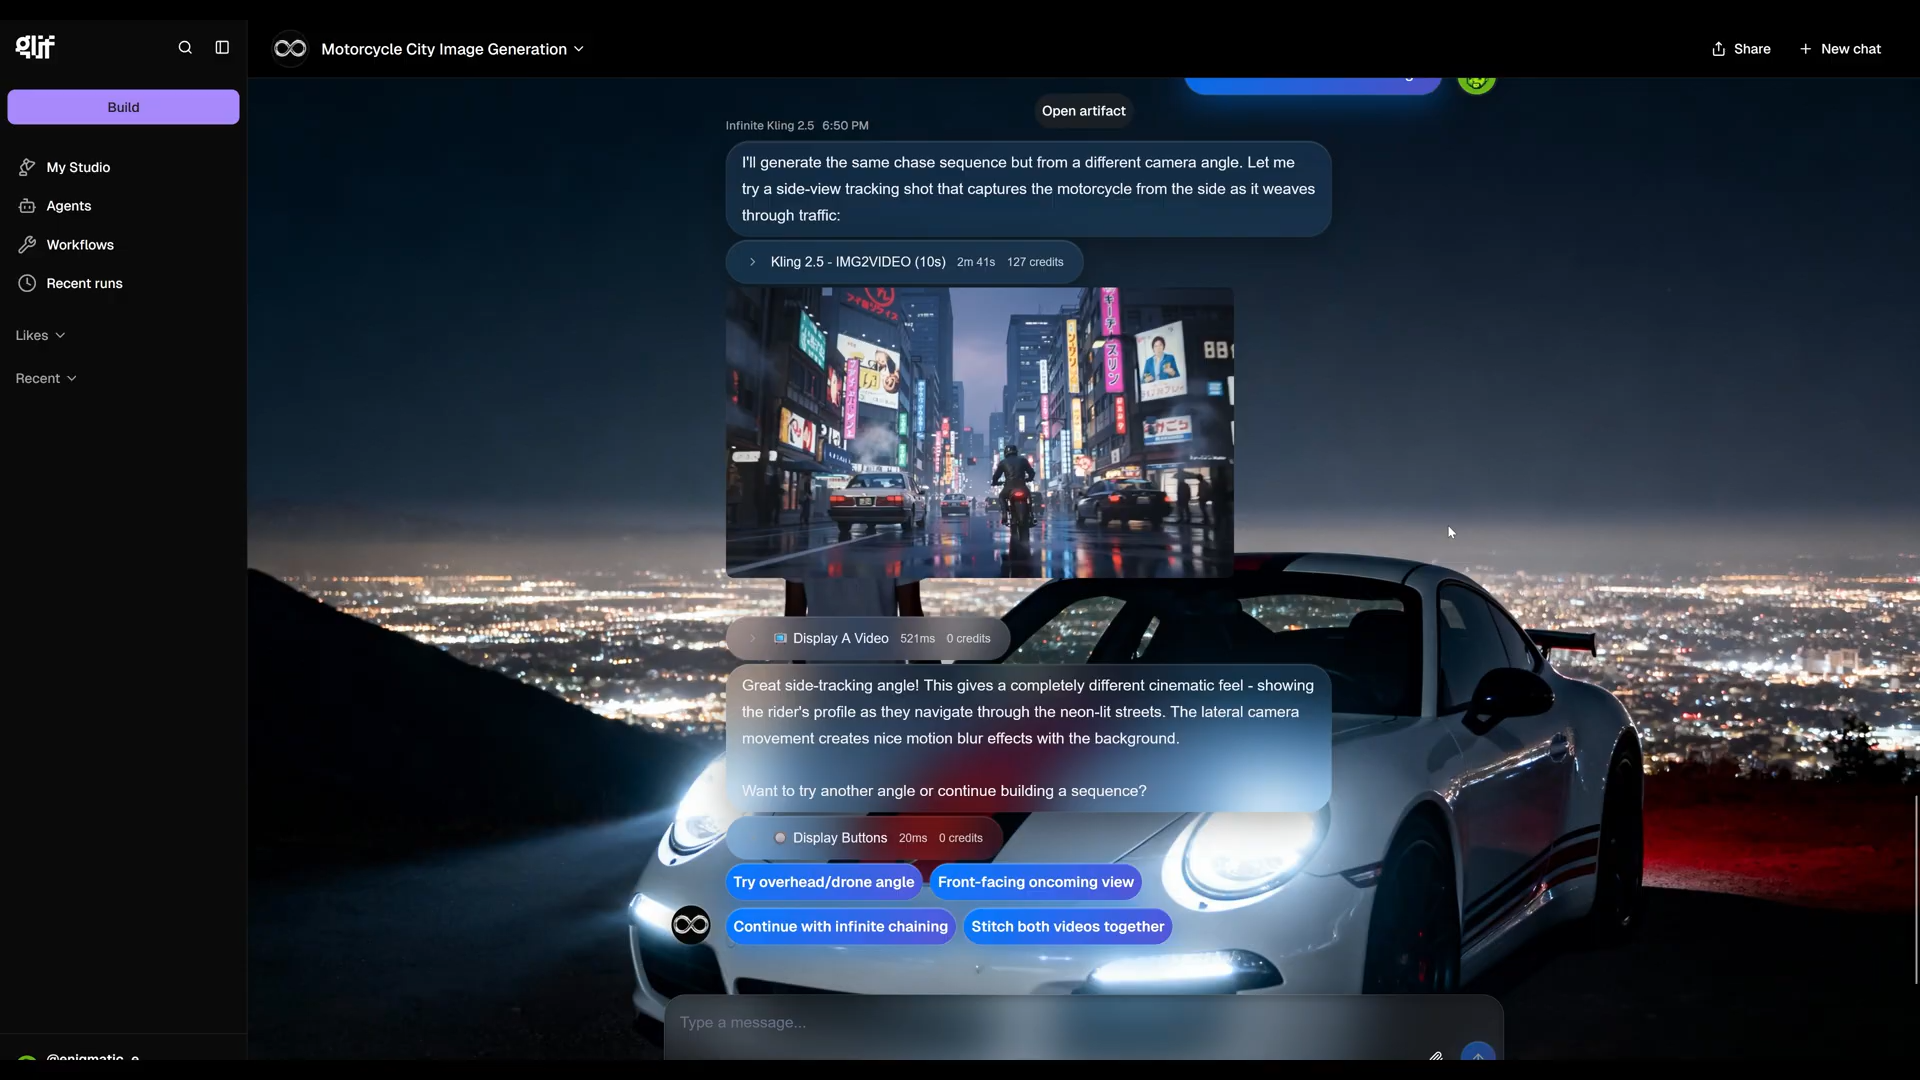 glif
Motorcycle City Image Generation
Share
New chat
Build
My Studio
Agents
Workflows
Recent runs
Likes
Recent
Open artifact
Infinite Kling 2.5 6:50 PM
I'll generate the same chase sequence but from a different camera angle. Let me
try a side-view tracking shot that captures the motorcycle from the side as it weaves
through traffic:
Kling 2.5 - IMG2VIDEO (10s) 2m 41s 127 credits
Display A Video 521ms 0 credits
Great side-tracking angle! This gives a completely different cinematic feel - showing
the rider's profile as they navigate through the neon-lit streets. The lateral camera
movement creates nice motion blur effects with the background.
Want to try another angle or continue building a sequence?
Display Buttons 20ms 0 credits
Try overhead/drone angle
Front-facing oncoming view
Continue with infinite chaining
Stitch both videos together
Type a message...
@enigmatic_e